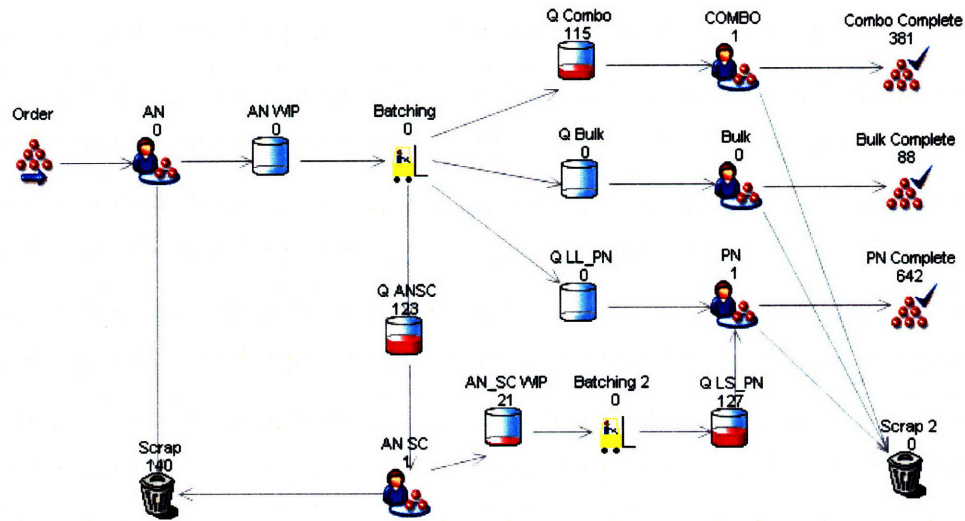 Q Combo
115
COMBO
1
Combo Complete
381
Order
AN
0
AN WIP
0
Batching
0
Q Bulk
0
Bulk
0
Bulk Complete
88
Q LL_PN
0
PN
1
PN Complete
642
Q ANSC
123
AN_SC WIP
21
Batching 2
0
Q LS_PN
127
Scrap
140
AN SC
1
Scrap 2
0